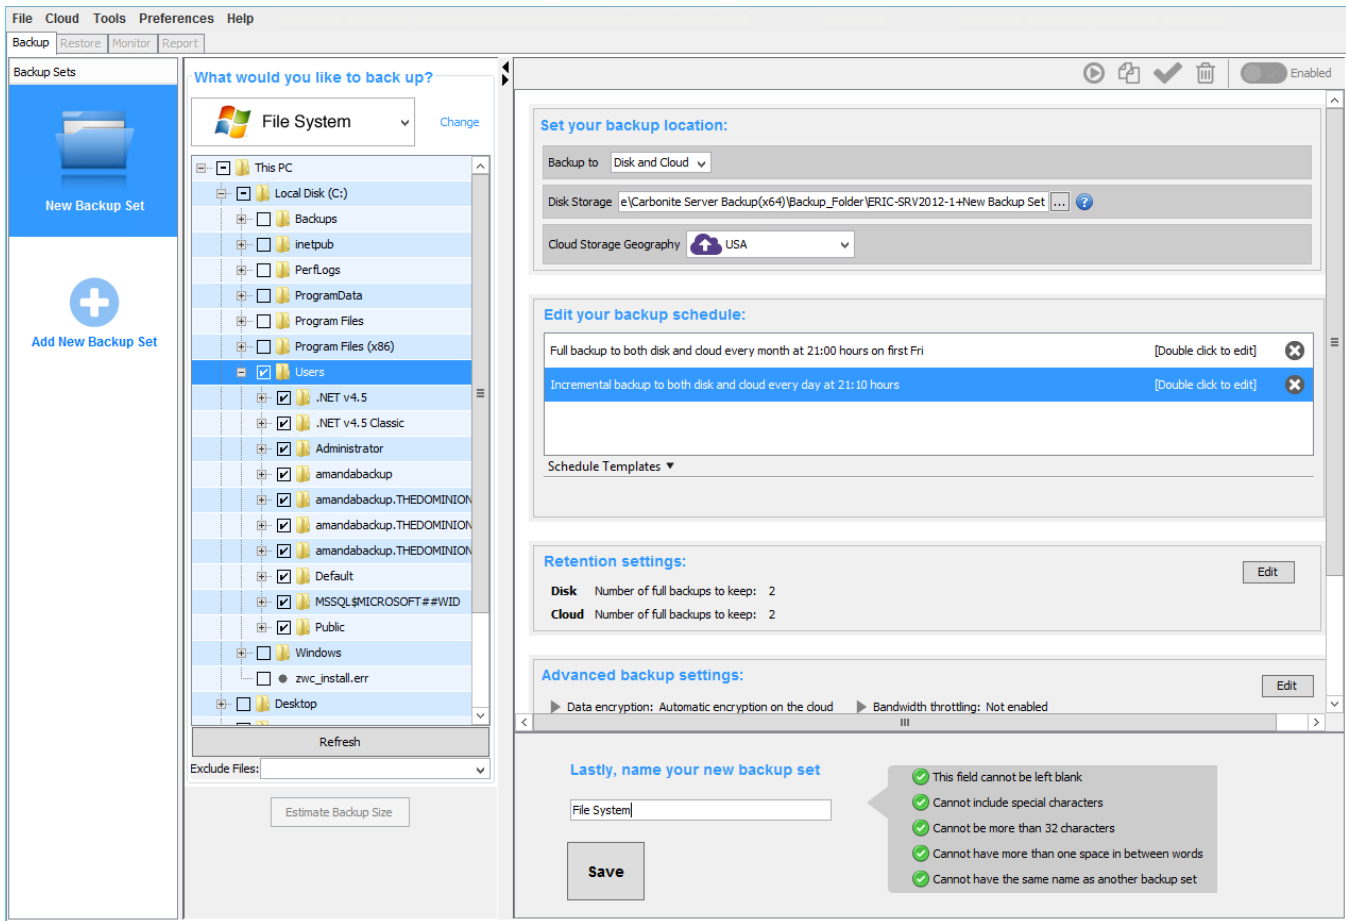 File Cloud Tools Preferences Help
Backup Restore Monitor Report
Backup Sets
New Backup Set
Add New Backup Set
What would you like to back up?
File System
Change
This PC
Local Disk (C:)
Backups
inetpub
PerfLogs
ProgramData
Program Files
Program Files (x86)
Users
.NET v4.5
.NET v4.5 Classic
Administrator
amandabackup
amandabackup.THEDOMINION
amandabackup.THEDOMINION
amandabackup.THEDOMINION
Default
MSSQL$MICROSOFT##WID
Public
Windows
zwc_install.err
Desktop
Refresh
Exclude Files:
Estimate Backup Size
Enabled
Set your backup location:
Backup to Disk and Cloud
Disk Storage e\Carbonite Server Backup(x64)\Backup_Folder\ERIC-SRV2012-1+New Backup Set ...
Cloud Storage Geography USA
Edit your backup schedule:
Full backup to both disk and cloud every month at 21:00 hours on first Fri [Double click to edit]
Incremental backup to both disk and cloud every day at 21:10 hours [Double click to edit]
Schedule Templates
Retention settings:
Edit
Disk Number of full backups to keep: 2
Cloud Number of full backups to keep: 2
Advanced backup settings:
Edit
Data encryption: Automatic encryption on the cloud Bandwidth throttling: Not enabled
Lastly, name your new backup set
File System
Save
This field cannot be left blank
Cannot include special characters
Cannot be more than 32 characters
Cannot have more than one space in between words
Cannot have the same name as another backup set